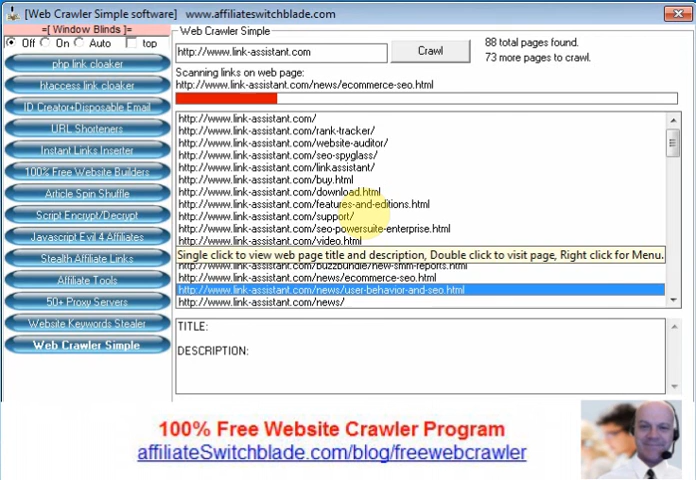 [Web Crawler Simple software]   www.affiliateswitchblade.com
=[ Window Blinds ]=
Off On Auto top
php link cloaker
htaccess link cloaker
ID Creator+Disposable Email
URL Shorteners
Instant Links Inserter
100% Free Website Builders
Article Spin Shuffle
Script Encrypt/Decrypt
Javascript Evil 4 Affiliates
Stealth Affiliate Links
Affiliate Tools
50+ Proxy Servers
Website Keywords Stealer
Web Crawler Simple
Web Crawler Simple
http://www.link-assistant.com
Crawl
88 total pages found.
73 more pages to crawl.
Scanning links on web page:
http://www.link-assistant.com/news/ecommerce-seo.html
http://www.link-assistant.com/
http://www.link-assistant.com/rank-tracker/
http://www.link-assistant.com/website-auditor/
http://www.link-assistant.com/seo-spyglass/
http://www.link-assistant.com/linkassistant/
http://www.link-assistant.com/buy.html
http://www.link-assistant.com/download.html
http://www.link-assistant.com/features-and-editions.html
http://www.link-assistant.com/support/
http://www.link-assistant.com/seo-powersuite-enterprise.html
http://www.link-assistant.com/video.html
Single click to view web page title and description, Double click to visit page, Right click for Menu.
http://www.link-assistant.com/buzzbundle/new-smm-reports.html
http://www.link-assistant.com/news/ecommerce-seo.html
http://www.link-assistant.com/news/user-behavior-and-seo.html
http://www.link-assistant.com/news/
TITLE:
DESCRIPTION:
100% Free Website Crawler Program
affiliateSwitchblade.com/blog/freewebcrawler